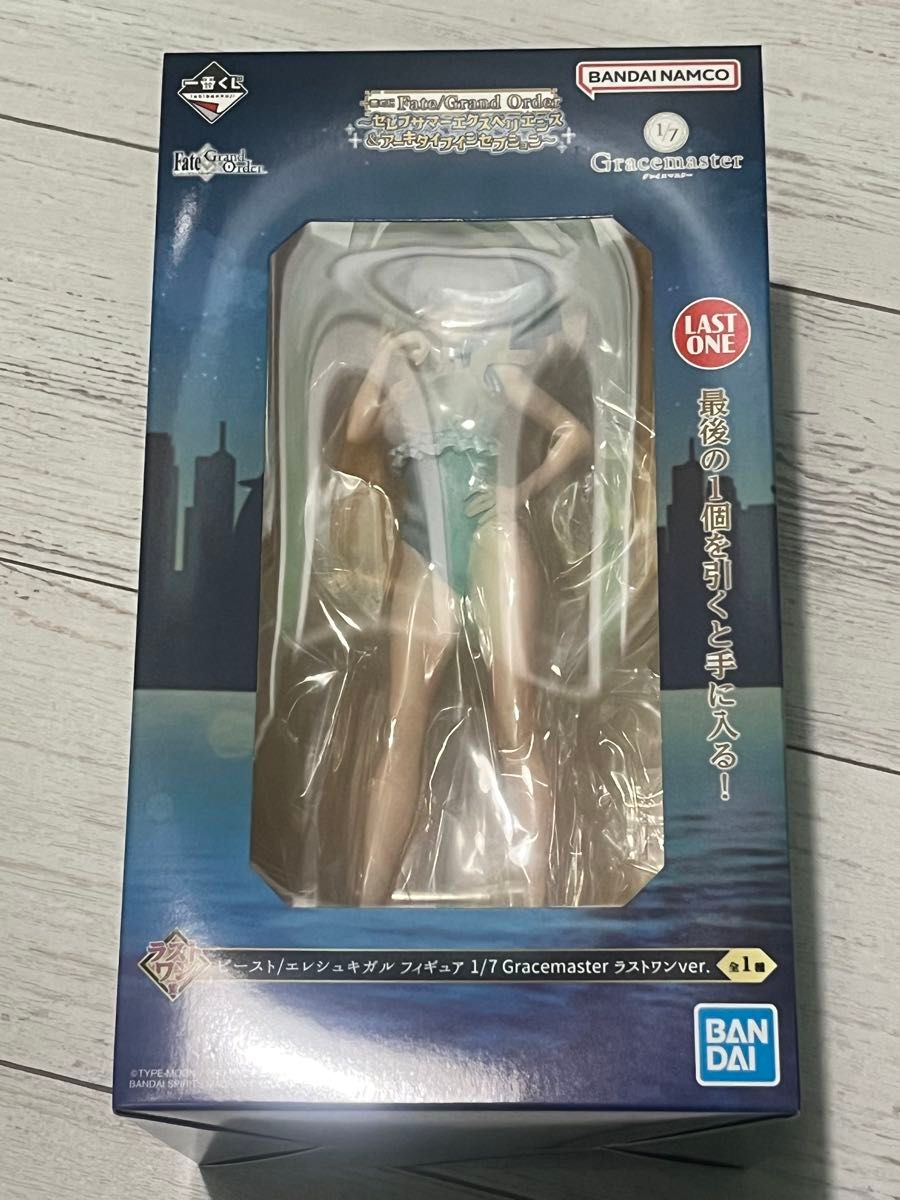 一番くじ
BANDAI NAMCO
Fate/Grand Order
～セレブサマーエクスペリエンス
&アーキタイプインセプション～
Fate Grand Order
1/7
Gracemaster
グレイスマスター
LAST
ONE
最後の1個を引くと手に入る!
ラスト
ワン
賞
ビースト/エレシュキガル フィギュア 1/7 Gracemaster ラストワンver.
全1種
BAN
DAI
©TYPE-MOON
BANDAI SPIRITS